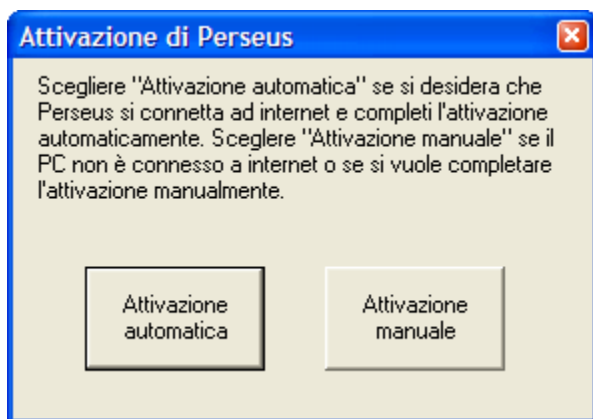 Attivazione di Perseus
Scegliere "Attivazione automatica" se si desidera che
Perseus si connetta ad internet e completi l'attivazione
automaticamente. Sceglere "Attivazione manuale" se il
PC non è connesso a internet o se si vuole completare
l'attivazione manualmente.
Attivazione
automatica
Attivazione
manuale